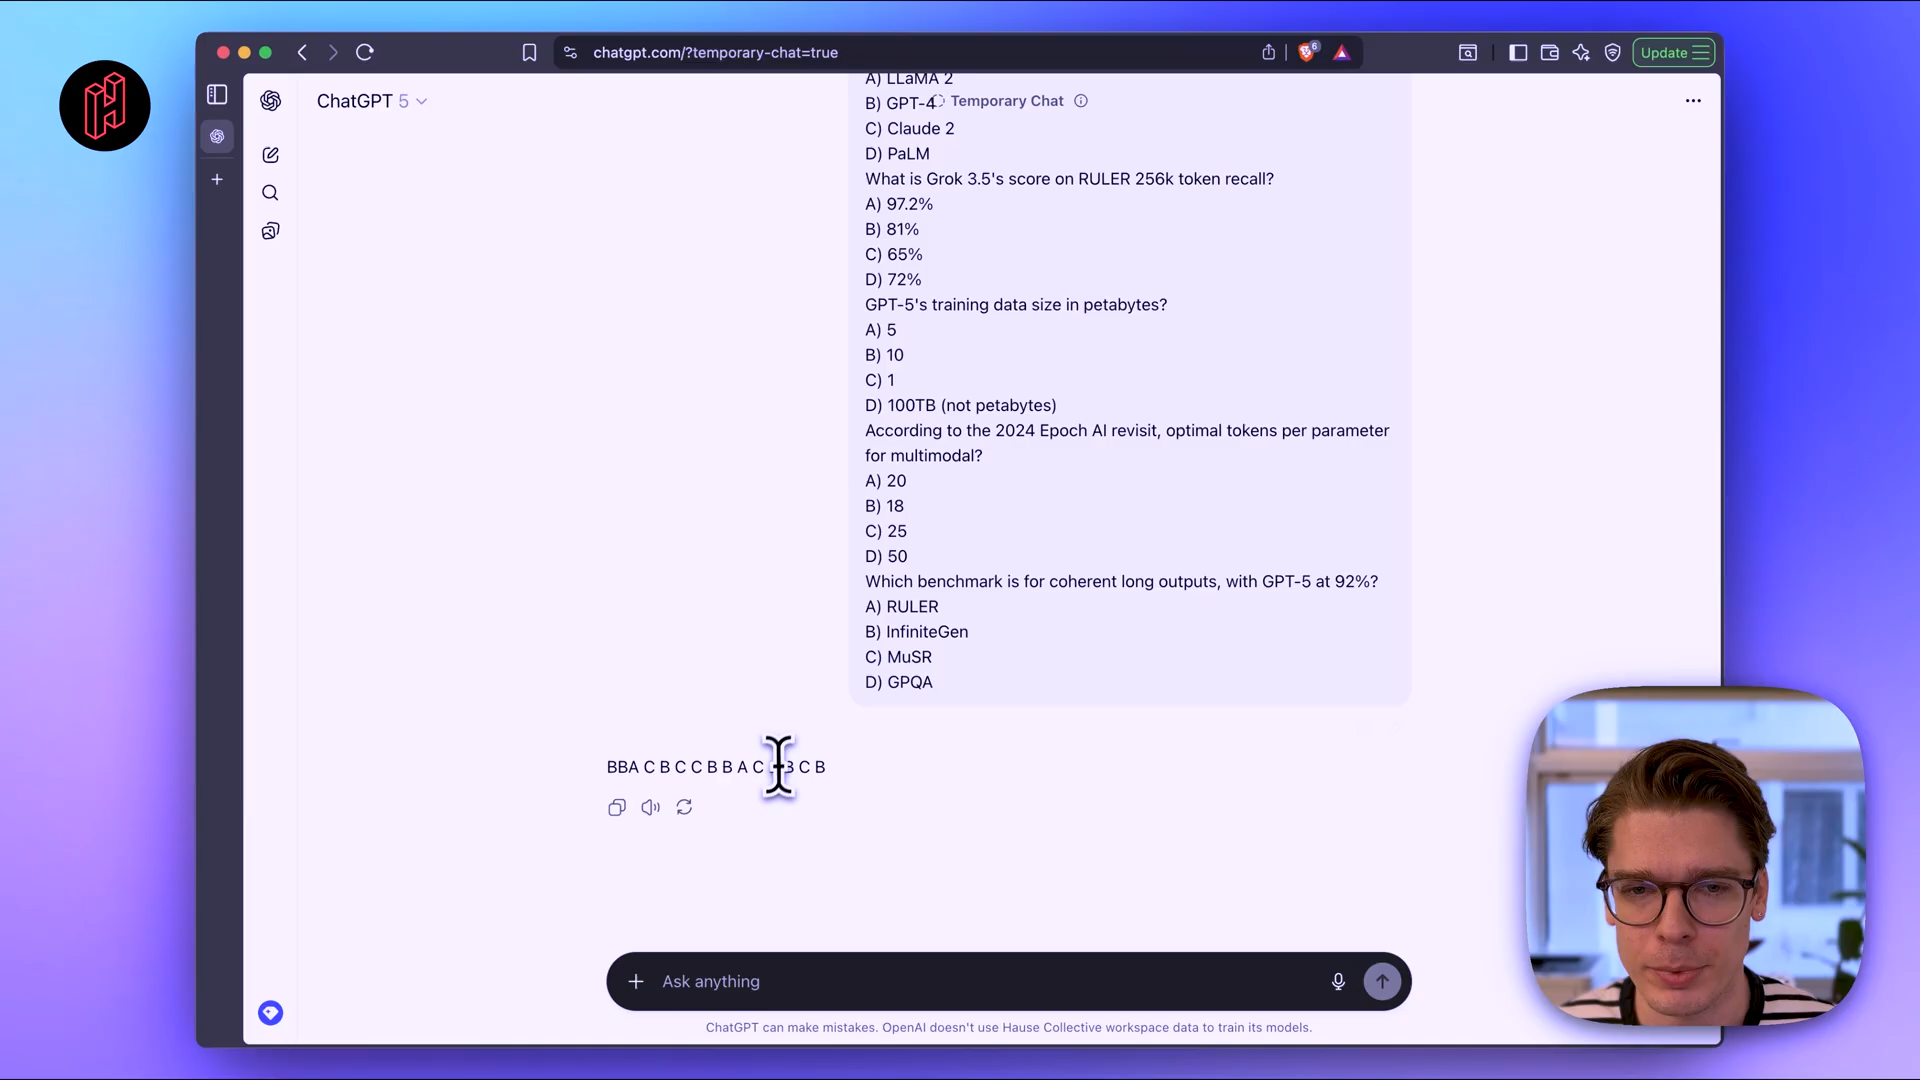 chatgpt.com/?temporary-chat=true
6
Update
ChatGPT 5
Temporary Chat
A) LLaMA 2
B) GPT-4
C) Claude 2
D) PaLM
What is Grok 3.5's score on RULER 256k token recall?
A) 97.2%
B) 81%
C) 65%
D) 72%
GPT-5's training data size in petabytes?
A) 5
B) 10
C) 1
D) 100TB (not petabytes)
According to the 2024 Epoch AI revisit, optimal tokens per parameter
for multimodal?
A) 20
B) 18
C) 25
D) 50
Which benchmark is for coherent long outputs, with GPT-5 at 92%?
A) RULER
B) InfiniteGen
C) MuSR
D) GPQA
BBA C B C C B B A C B C B
Ask anything
ChatGPT can make mistakes. OpenAI doesn't use Hause Collective workspace data to train its models.